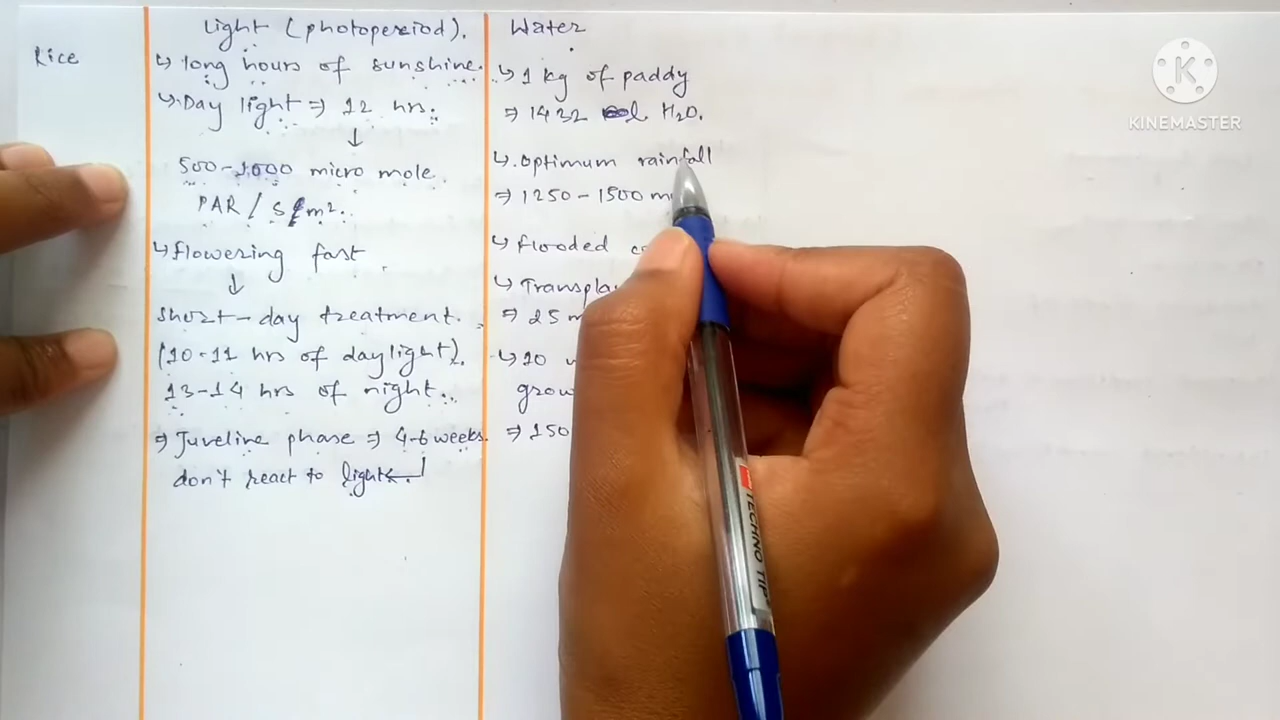 Rice
Light (photoperiod).
↳ long hours of sunshine.
↳ Day light ⇒ 12 hrs.
↓
500-1000 micro mole
PAR / S / m².
↳ flowering fast
↓
Short-day treatment.
(10-11 hrs of daylight).
13-14 hrs of night.
⇒ Juveline phase ⇒ 4-6 weeks.
don't react to light
Water
↳ 1 kg of paddy
⇒ 1432 l H₂O.
↳ Optimum rainfall
⇒ 1250 - 1500
↳ flooded
↳
⇒ 25
↳ 10
⇒ 150
K
KINEMASTER
TECHNO TIP